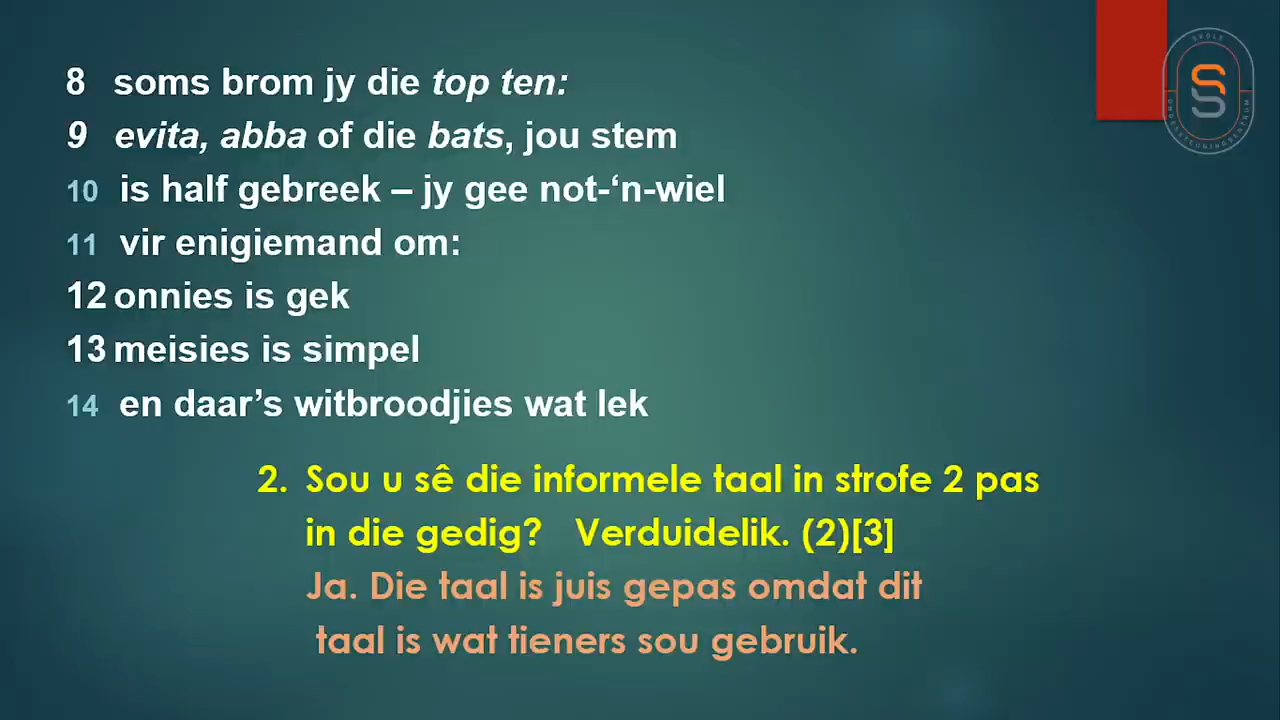 8 soms brom jy die top ten:
9 evita, abba of die bats, jou stem
10 is half gebreek – jy gee not-‘n-wiel
11 vir enigiemand om:
12 onnies is gek
13 meisies is simpel
14 en daar’s witbroodjies wat lek
2. Sou u sê die informele taal in strofe 2 pas
in die gedig? Verduidelik. (2)[3]
Ja. Die taal is juis gepas omdat dit
taal is wat tieners sou gebruik.
SKOLE
ONDERSTEUNINGSENTRUM